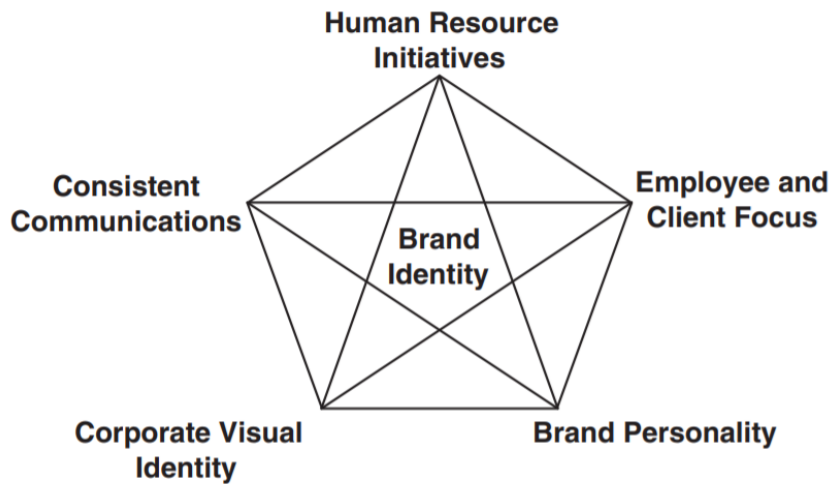 Human Resource
Initiatives
Consistent
Communications
Employee and
Client Focus
Brand
Identity
Corporate Visual
Identity
Brand Personality